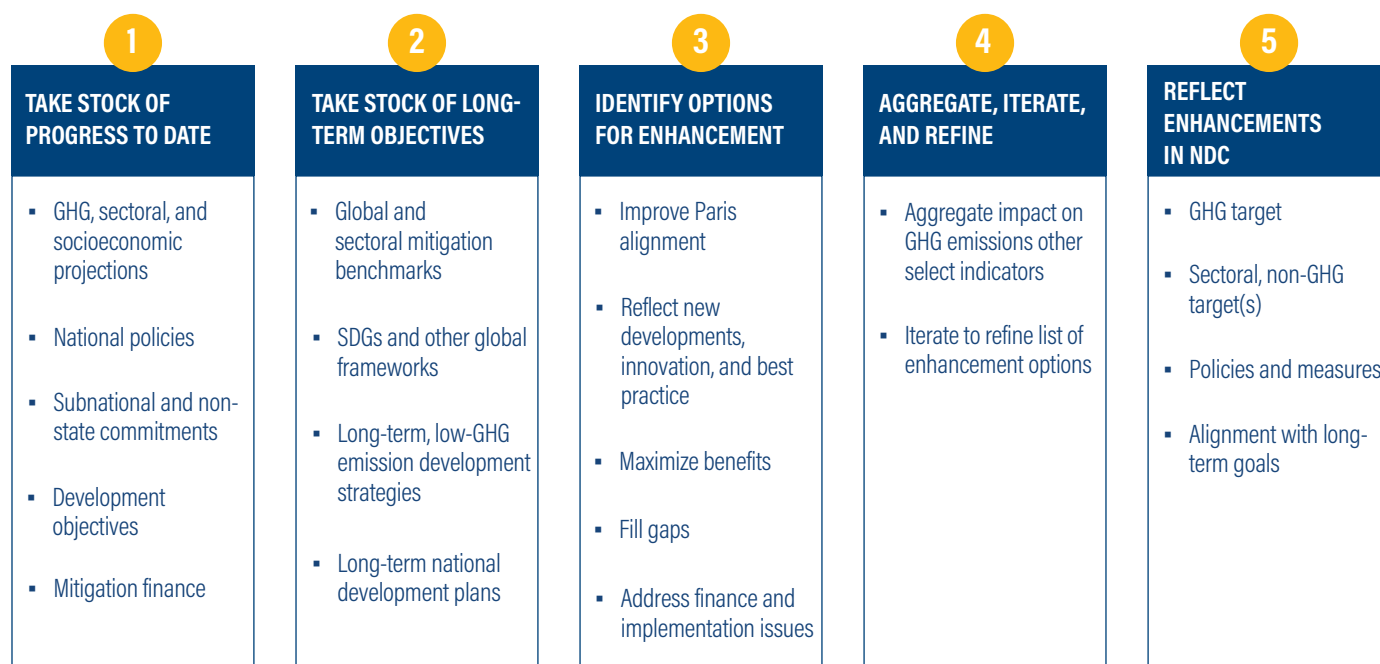 1
TAKE STOCK OF
PROGRESS TO DATE
▪ GHG, sectoral, and
socioeconomic
projections
▪ National policies
▪ Subnational and non-
state commitments
▪ Development
objectives
▪ Mitigation finance
2
TAKE STOCK OF LONG-
TERM OBJECTIVES
▪ Global and
sectoral mitigation
benchmarks
▪ SDGs and other global
frameworks
▪ Long-term, low-GHG
emission development
strategies
▪ Long-term national
development plans
3
IDENTIFY OPTIONS
FOR ENHANCEMENT
▪ Improve Paris
alignment
▪ Reflect new
developments,
innovation, and best
practice
▪ Maximize benefits
▪ Fill gaps
▪ Address finance and
implementation issues
4
AGGREGATE, ITERATE,
AND REFINE
▪ Aggregate impact on
GHG emissions other
select indicators
▪ Iterate to refine list of
enhancement options
5
REFLECT
ENHANCEMENTS
IN NDC
▪ GHG target
▪ Sectoral, non-GHG
target(s)
▪ Policies and measures
▪ Alignment with long-
term goals